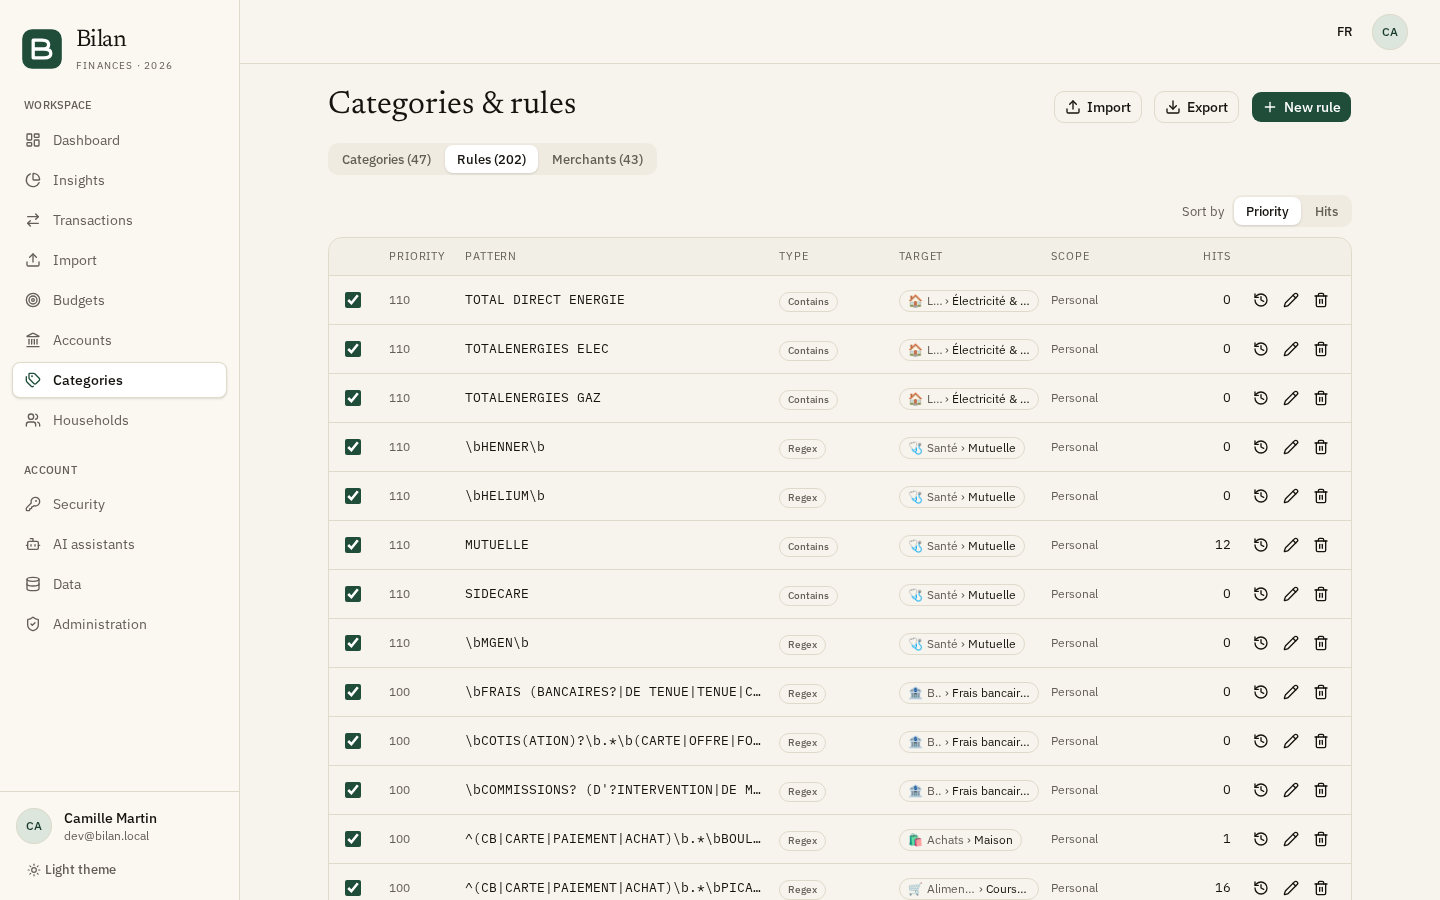 Bilan
FINANCES · 2026
WORKSPACE
Dashboard
Insights
Transactions
Import
Budgets
Accounts
Categories
Households
ACCOUNT
Security
AI assistants
Data
Administration
CA
Camille Martin
dev@bilan.local
Light theme
FR
CA
Categories & rules
Import
Export
New rule
Categories (47)
Rules (202)
Merchants (43)
Sort by
Priority
Hits
PRIORITY PATTERN TYPE TARGET SCOPE HITS
110 TOTAL DIRECT ENERGIE Contains L... › Électricité & ... Personal 0
110 TOTALENERGIES ELEC Contains L... › Électricité & ... Personal 0
110 TOTALENERGIES GAZ Contains L... › Électricité & ... Personal 0
110 \bHENNER\b Regex Santé › Mutuelle Personal 0
110 \bHELIUM\b Regex Santé › Mutuelle Personal 0
110 MUTUELLE Contains Santé › Mutuelle Personal 12
110 SIDECARE Contains Santé › Mutuelle Personal 0
110 \bMGEN\b Regex Santé › Mutuelle Personal 0
100 \bFRAIS (BANCAIRES?|DE TENUE|TENUE|C… Regex B.. › Frais bancair... Personal 0
100 \bCOTIS(ATION)?\b.*\b(CARTE|OFFRE|FO… Regex B.. › Frais bancair... Personal 0
100 \bCOMMISSIONS? (D'?INTERVENTION|DE M… Regex B.. › Frais bancair... Personal 0
100 ^(CB|CARTE|PAIEMENT|ACHAT)\b.*\bBOUL… Regex Achats › Maison Personal 1
100 ^(CB|CARTE|PAIEMENT|ACHAT)\b.*\bPICA… Regex Alimen... › Cours... Personal 16